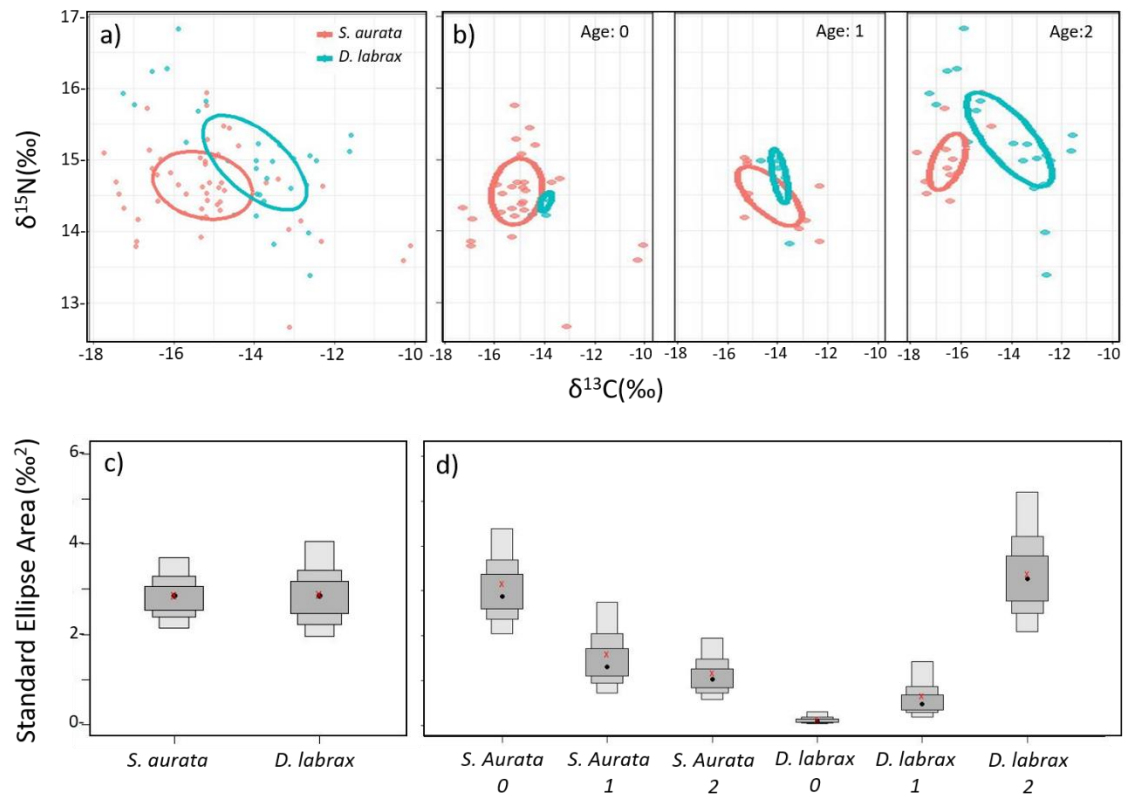 a)
S. aurata
D. labrax
b)
Age: 0
Age: 1
Age:2
δ15N(‰)
17-
16-
15-
14-
13-
-18 -16 -14 -12 -10
-18 -16 -14 -12 -10
-18 -16 -14 -12 -10
-18 -16 -14 -12 -10
δ13C(‰)
c)
d)
Standard Ellipse Area (‰2)
6-
4-
2-
0-
S. aurata
D. labrax
S. Aurata
0
S. Aurata
1
S. Aurata
2
D. labrax
0
D. labrax
1
D. labrax
2